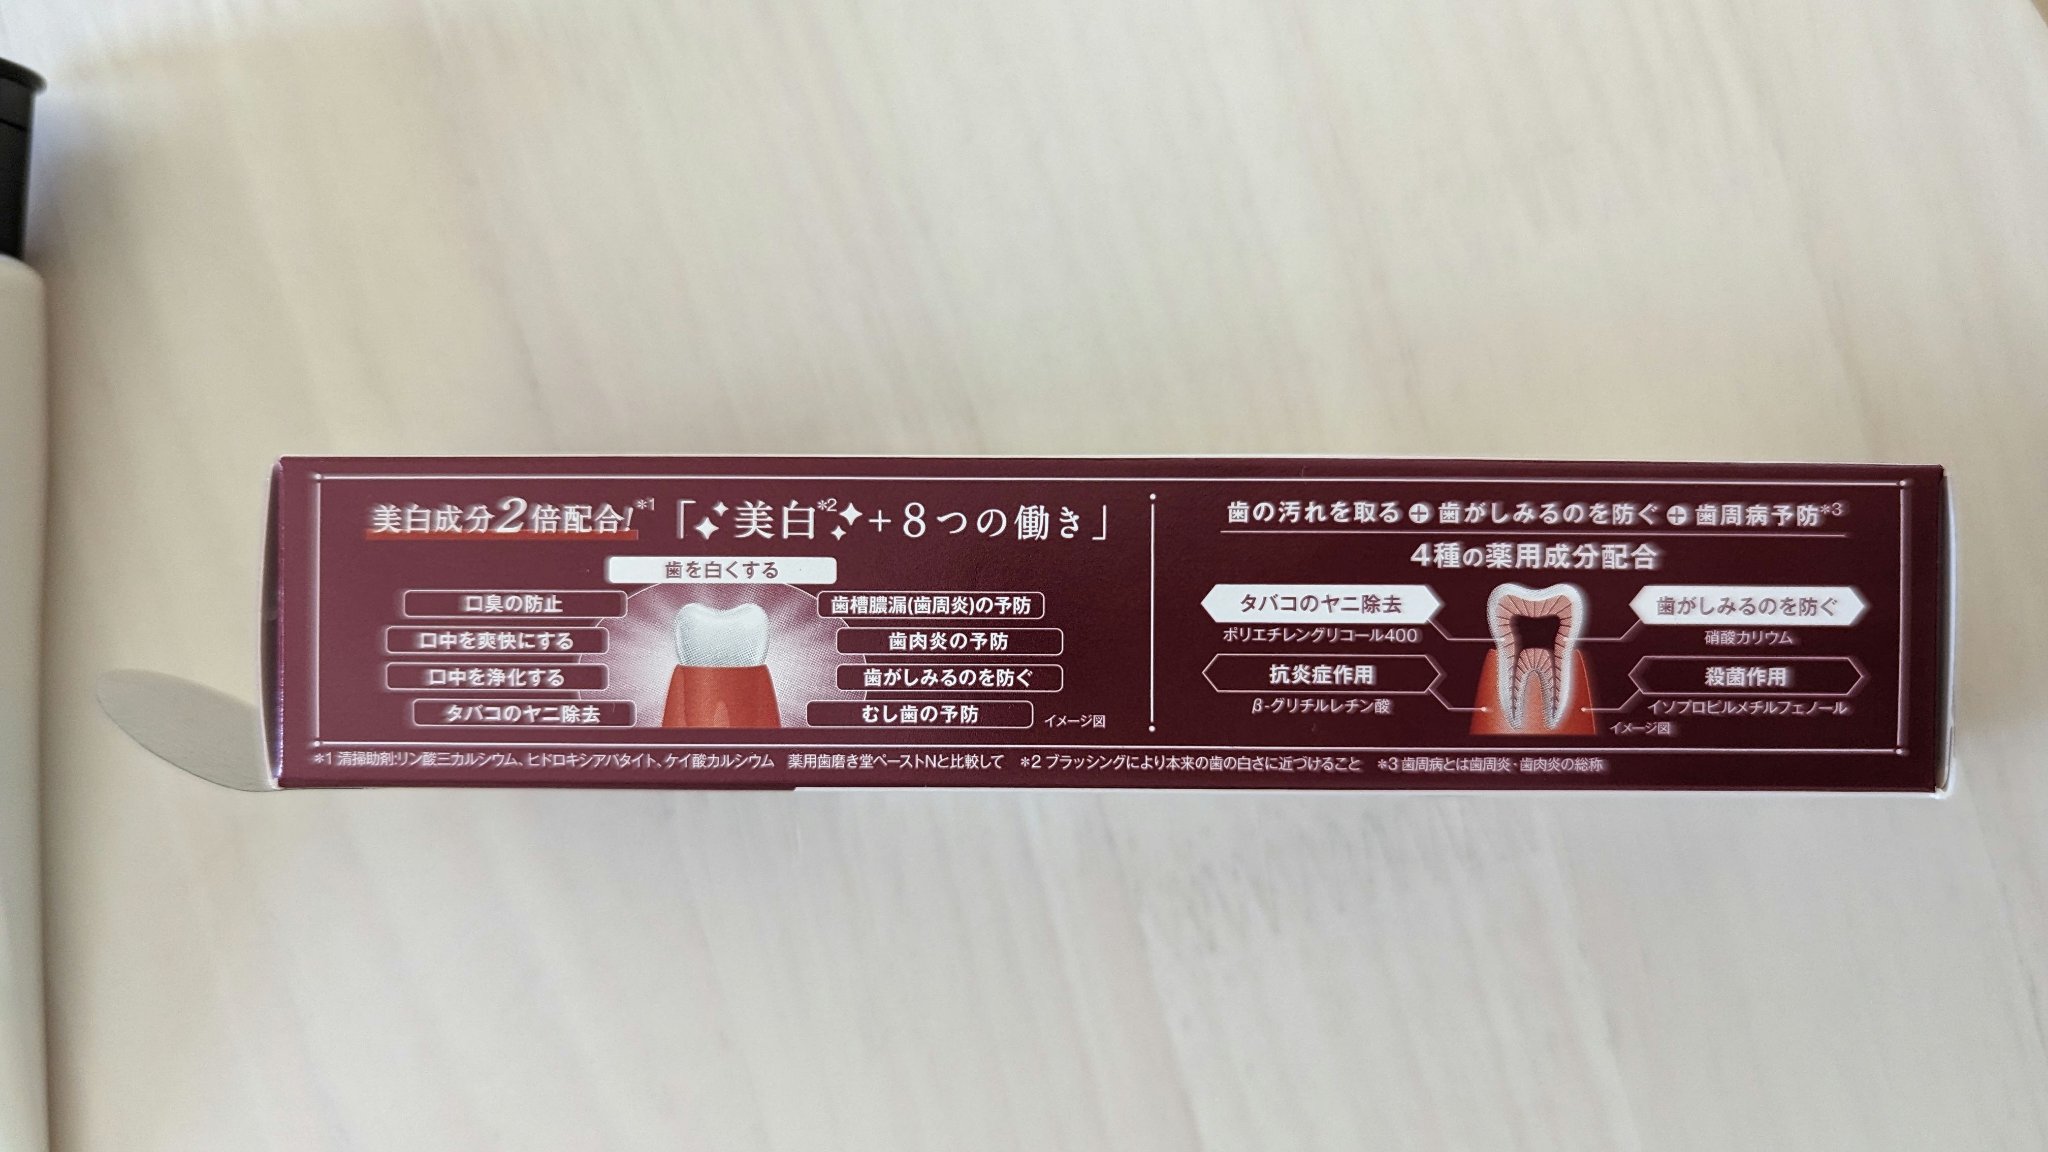 美白成分2倍配合!*1「美白*2+8つの働き」
歯を白くする
口臭の防止
口中を爽快にする
口中を浄化する
タバコのヤニ除去
歯槽膿漏(歯周炎)の予防
歯肉炎の予防
歯がしみるのを防ぐ
むし歯の予防
イメージ図
歯の汚れを取る+歯がしみるのを防ぐ+歯周病予防*3
4種の薬用成分配合
タバコのヤニ除去
ポリエチレングリコール400
抗炎症作用
β-グリチルレチン酸
歯がしみるのを防ぐ
硝酸カリウム
殺菌作用
イソプロピルメチルフェノール
イメージ図
*1 清掃助剤:リン酸三カルシウム、ヒドロキシアパタイト、ケイ酸カルシウム 薬用歯磨き堂ペーストNと比較して *2 ブラッシングにより本来の歯の白さに近づけること *3 歯周病とは歯周炎・歯肉炎の総称